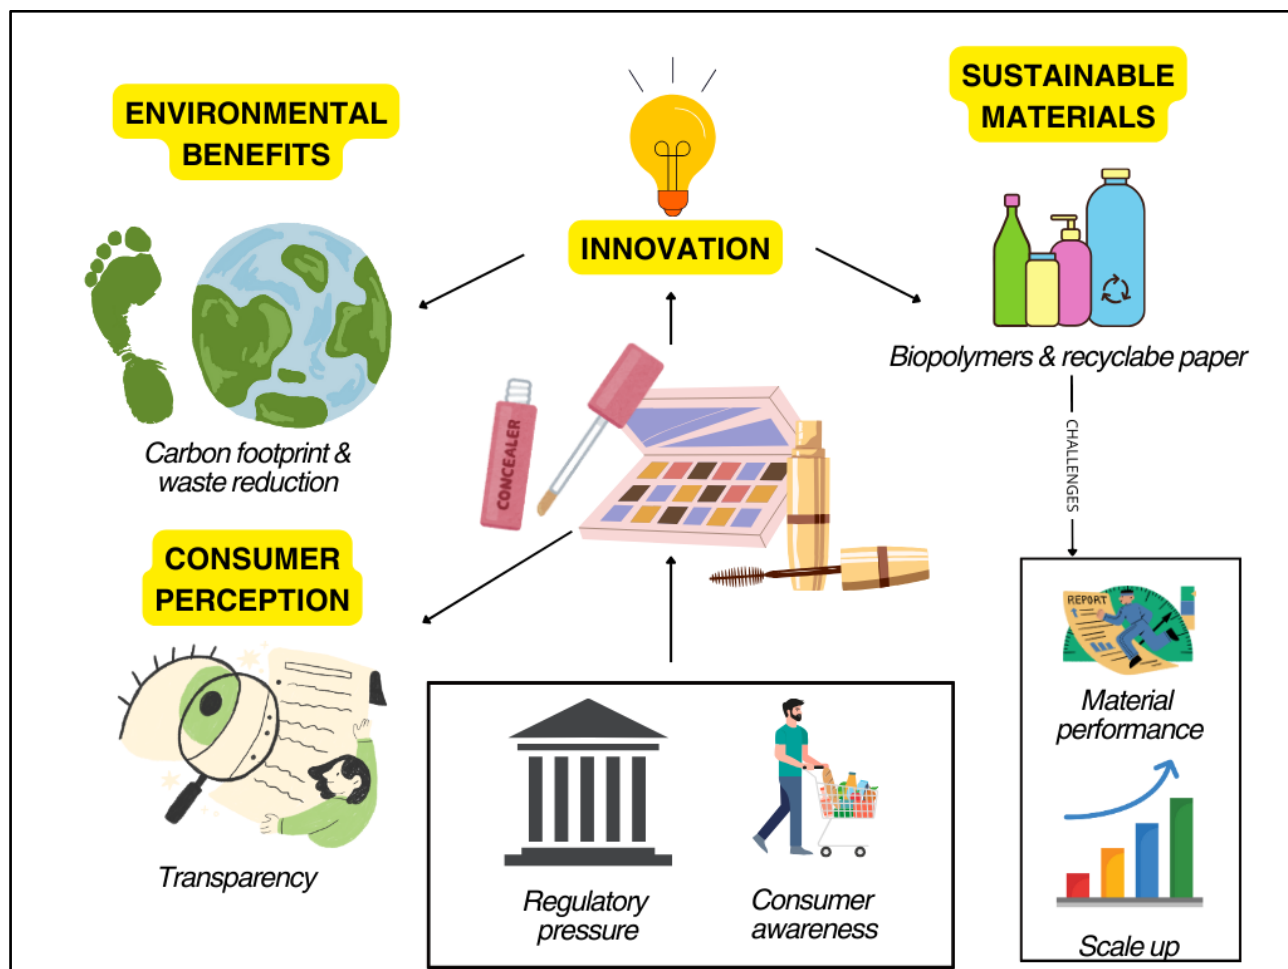 ENVIRONMENTAL
BENEFITS
INNOVATION
SUSTAINABLE
MATERIALS
Carbon footprint &
waste reduction
Biopolymers & recyclabe paper
CHALLENGES
CONCEALER
CONSUMER
PERCEPTION
Transparency
Regulatory
pressure
Consumer
awareness
REPORT
Material
performance
Scale up